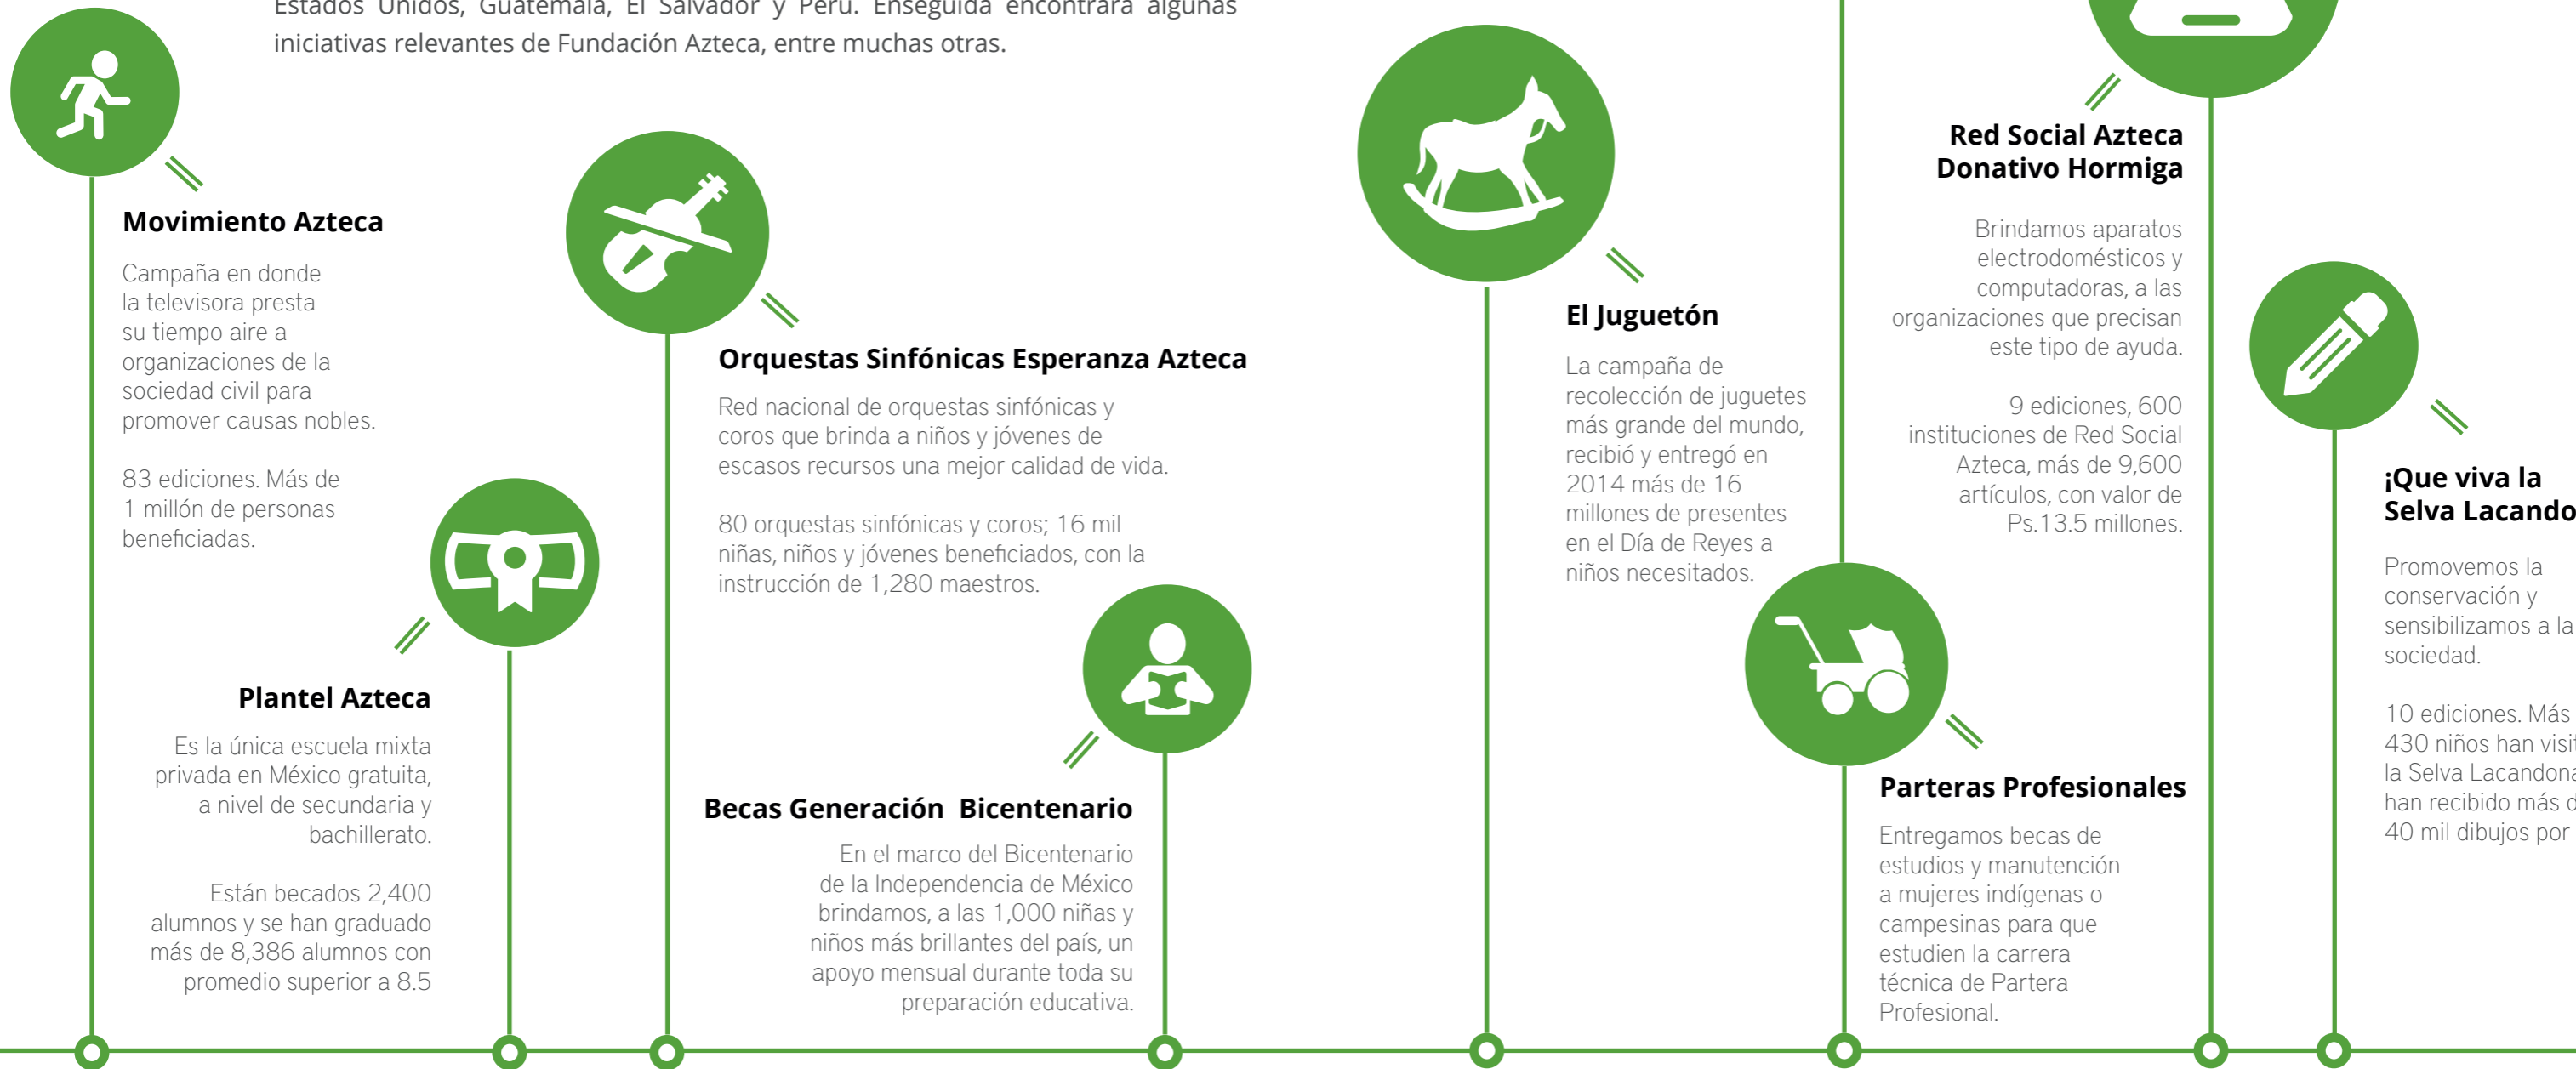 Estados Unidos, Guatemala, El Salvador y Perú. Enseguida encontrará algunas
iniciativas relevantes de Fundación Azteca, entre muchas otras.
Movimiento Azteca
Campaña en donde
la televisora presta
su tiempo aire a
organizaciones de la
sociedad civil para
promover causas nobles.
83 ediciones. Más de
1 millón de personas
beneficiadas.
Plantel Azteca
Es la única escuela mixta
privada en México gratuita,
a nivel de secundaria y
bachillerato.
Están becados 2,400
alumnos y se han graduado
más de 8,386 alumnos con
promedio superior a 8.5
Orquestas Sinfónicas Esperanza Azteca
Red nacional de orquestas sinfónicas y
coros que brinda a niños y jóvenes de
escasos recursos una mejor calidad de vida.
80 orquestas sinfónicas y coros; 16 mil
niñas, niños y jóvenes beneficiados, con la
instrucción de 1,280 maestros.
Becas Generación Bicentenario
En el marco del Bicentenario
de la Independencia de México
brindamos, a las 1,000 niñas y
niños más brillantes del país, un
apoyo mensual durante toda su
preparación educativa.
El Juguetón
La campaña de
recolección de juguetes
más grande del mundo,
recibió y entregó en
2014 más de 16
millones de presentes
en el Día de Reyes a
niños necesitados.
Parteras Profesionales
Entregamos becas de
estudios y manutención
a mujeres indígenas o
campesinas para que
estudien la carrera
técnica de Partera
Profesional.
Red Social Azteca
Donativo Hormiga
Brindamos aparatos
electrodomésticos y
computadoras, a las
organizaciones que precisan
este tipo de ayuda.
9 ediciones, 600
instituciones de Red Social
Azteca, más de 9,600
artículos, con valor de
Ps.13.5 millones.
¡Que viva la
Selva Lacando
Promovemos la
conservación y
sensibilizamos a la
sociedad.
10 ediciones. Más
430 niños han visi
la Selva Lacandona
han recibido más d
40 mil dibujos por